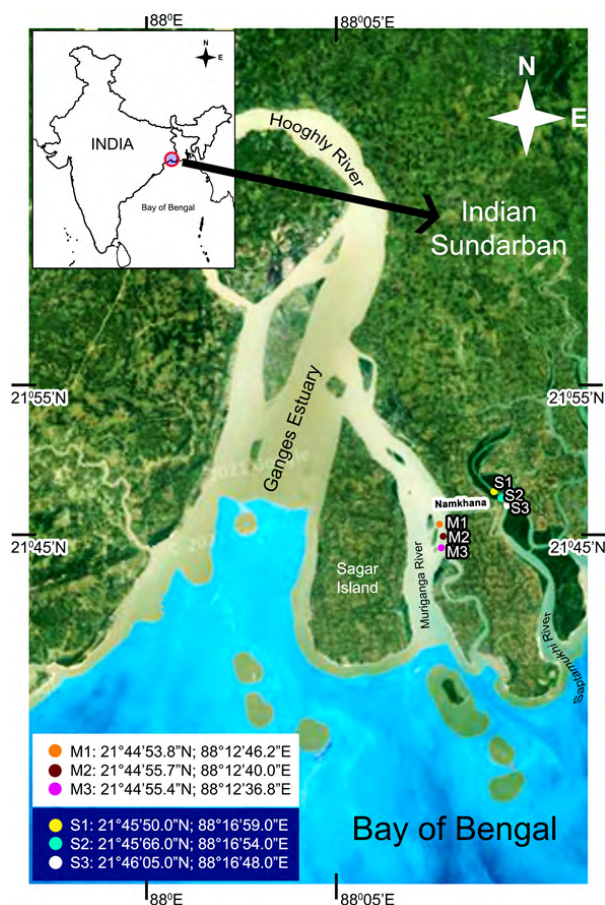 88⁰E
88⁰05'E
N
E
INDIA
Bay of Bengal
N
E
Hooghly River
Indian
Sundarban
21⁰55'N
21⁰55'N
Ganges Estuary
S1
S2
S3
Namkhana
M1
M2
M3
21⁰45'N
21⁰45'N
Sagar
Island
Muriganga River
Saptamukhi River
M1: 21°44'53.8"N; 88°12'46.2"E
M2: 21°44'55.7"N; 88°12'40.0"E
M3: 21°44'55.4"N; 88°12'36.8"E
S1: 21°45'50.0"N; 88°16'59.0"E
S2: 21°45'66.0"N; 88°16'54.0"E
S3: 21°46'05.0"N; 88°16'48.0"E
Bay of Bengal
88⁰E
88⁰05'E